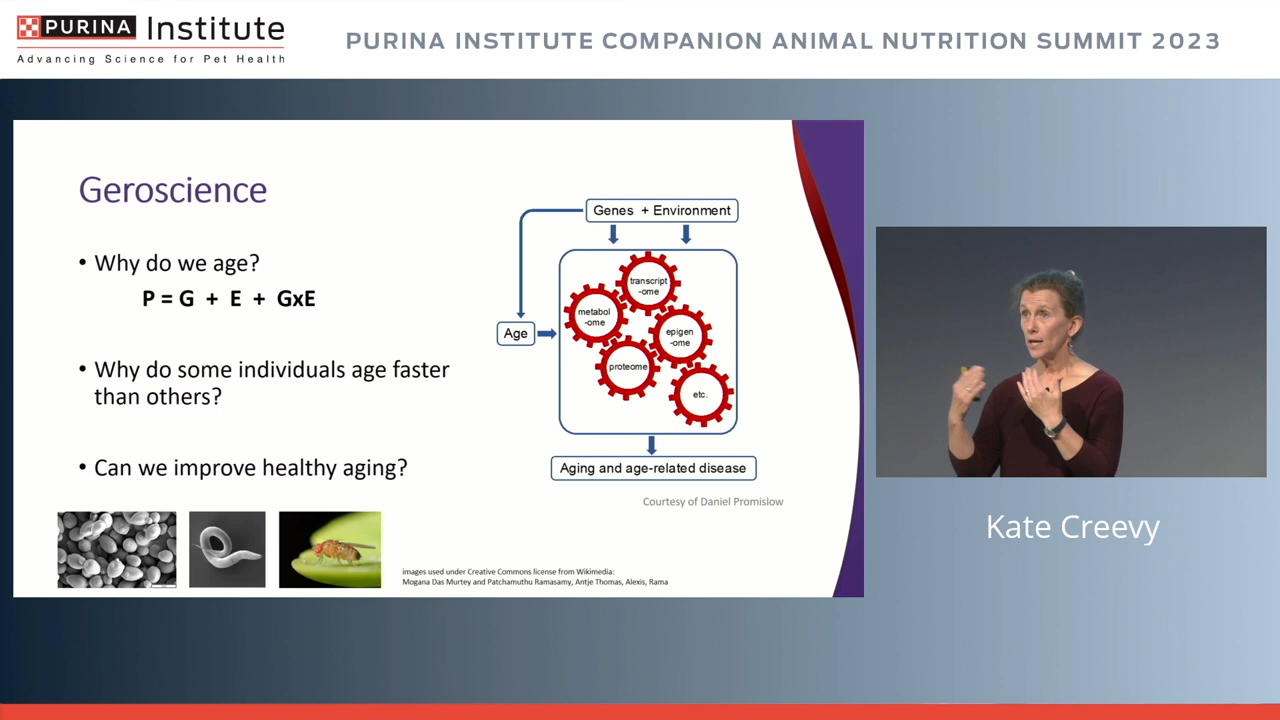 PURINA Institute
Advancing Science for Pet Health
PURINA INSTITUTE COMPANION ANIMAL NUTRITION SUMMIT 2023
Geroscience
• Why do we age?
P = G + E + GxE
• Why do some individuals age faster
than others?
• Can we improve healthy aging?
Genes + Environment
transcript
-ome
metabol
-ome
epigen
-ome
proteome
etc.
Age
Aging and age-related disease
Courtesy of Daniel Promislow
images used under Creative Commons license from Wikimedia:
Mogana Das Murtey and Patchamuthu Ramasamy, Antje Thomas, Alexis, Rama
Kate Creevy